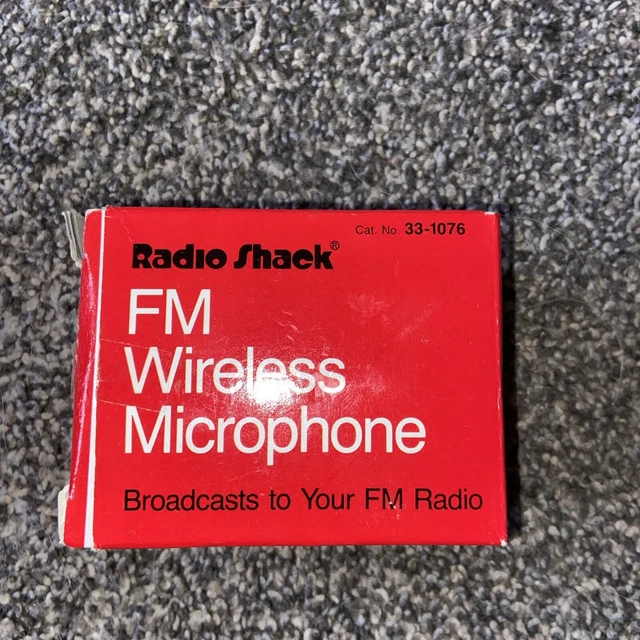 Cat. No. 33-1076
Radio Shack®
FM
Wireless
Microphone
Broadcasts to Your FM Radio